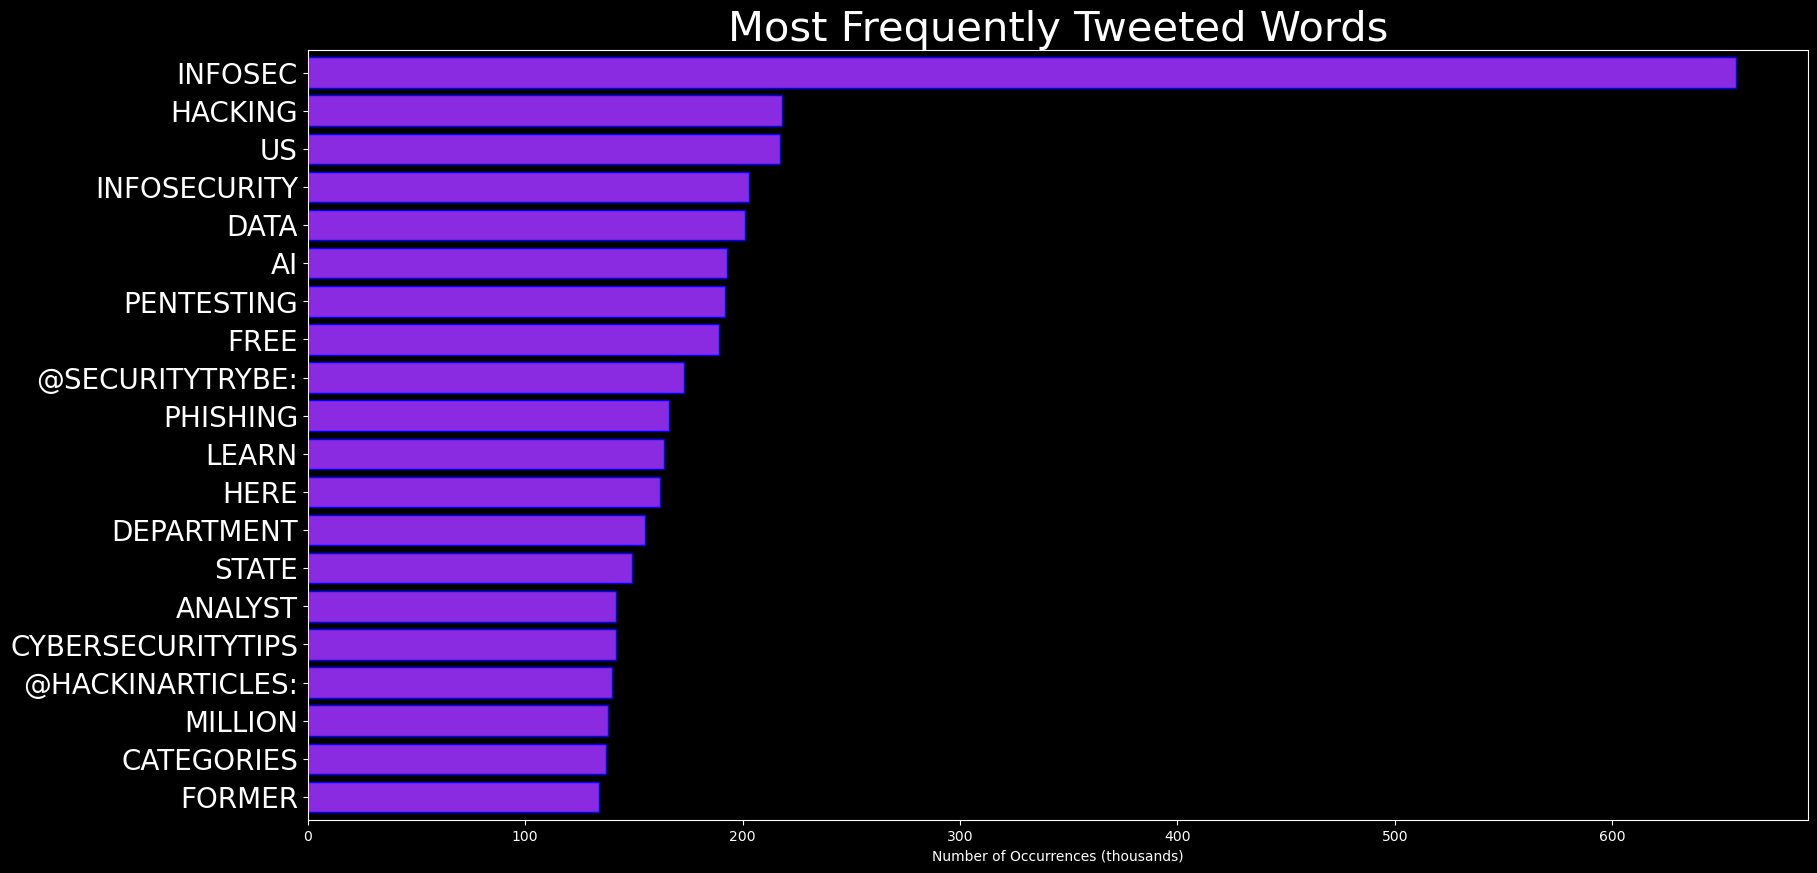 Most Frequently Tweeted Words
INFOSEC
HACKING
US
INFOSECURITY
DATA
AI
PENTESTING
FREE
@SECURITYTRYBE:
PHISHING
LEARN
HERE
DEPARTMENT
STATE
ANALYST
CYBERSECURITYTIPS
@HACKINARTICLES:
MILLION
CATEGORIES
FORMER
0 100 200 300 400 500 600
Number of Occurrences (thousands)